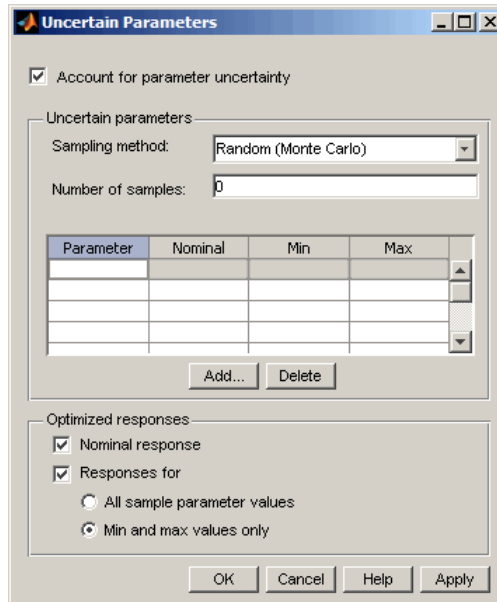 Uncertain Parameters
Account for parameter uncertainty
Uncertain parameters
Sampling method: Random (Monte Carlo)
Number of samples: 0
Parameter Nominal Min Max
Add... Delete
Optimized responses
Nominal response
Responses for
All sample parameter values
Min and max values only
OK Cancel Help Apply